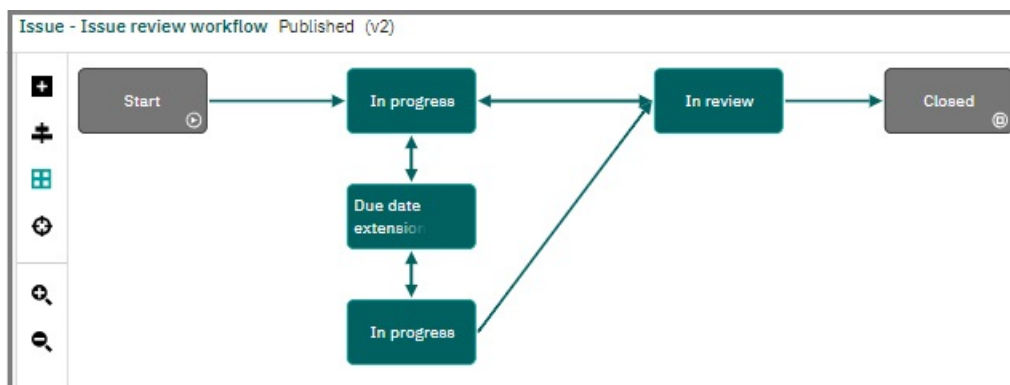 Issue - Issue review workflow Published (v2)
Start
In progress
In review
Closed
Due date
extension
In progress